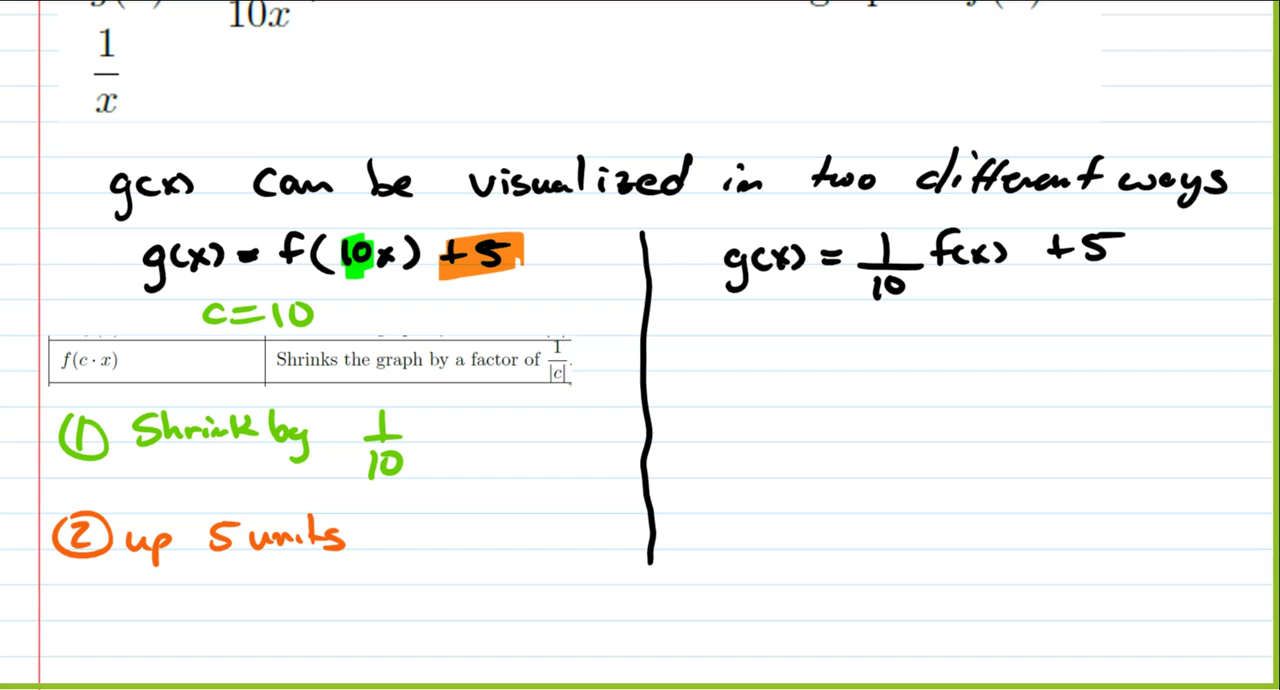 10x
1
x
g(x) can be visualized in two different ways
g(x) = f(10x) +5
c=10
f(c · x) Shrinks the graph by a factor of 1/|c|.
① Shrink by 1/10
② up 5 units
g(x) = 1/10 f(x) +5